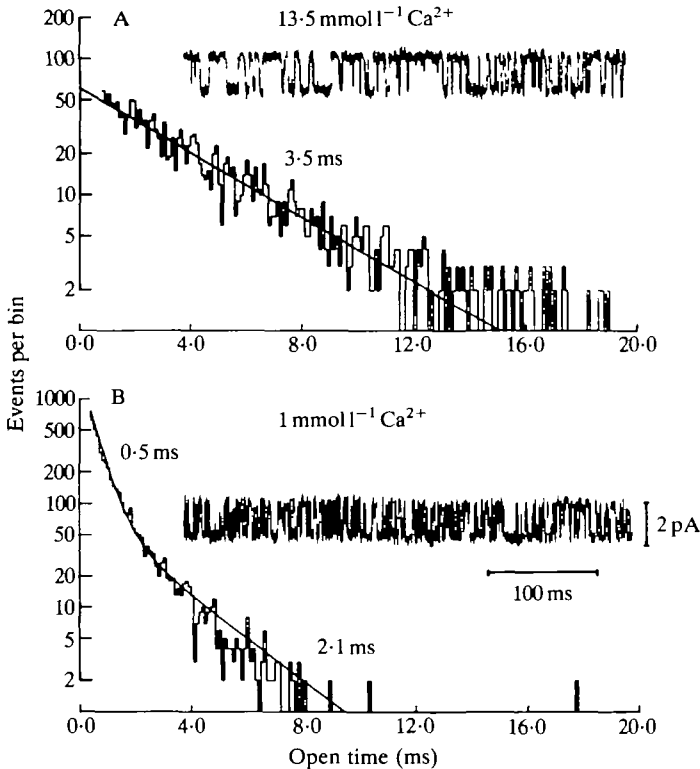 A
13·5 mmol l⁻¹ Ca²⁺
200
100
50
20
10
5
2
3·5 ms
0·0
4·0
8·0
12·0
16·0
20·0
Events per bin
B
1 mmol l⁻¹ Ca²⁺
1000
500
100
50
20
10
5
2
0·5 ms
2 pA
100 ms
2·1 ms
0·0
4·0
8·0
12·0
16·0
20·0
Open time (ms)